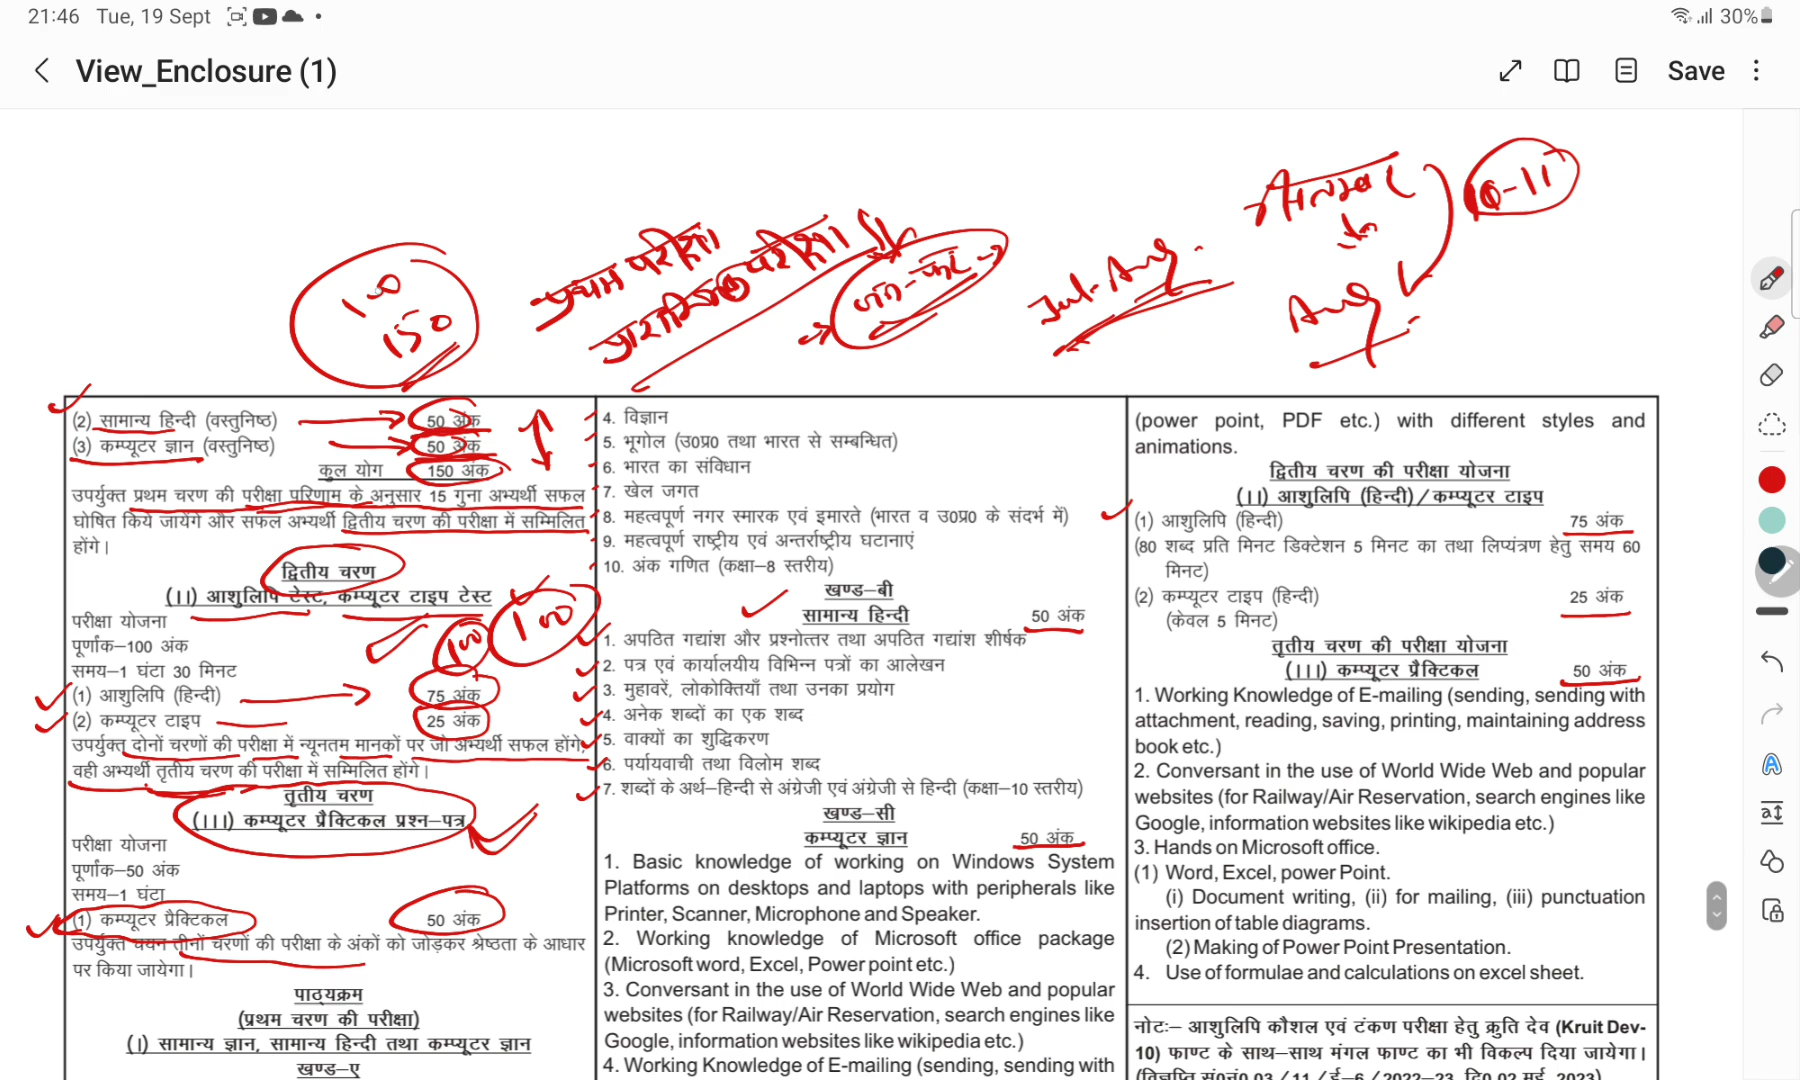 21:46 Tue, 19 Sept
30%
View_Enclosure (1)
Save
100
150
प्रथम परीक्षा
प्रारम्भिक परीक्षा
Jul-Aug
Aug
10-11
(2) सामान्य हिन्दी (वस्तुनिष्ठ) 50 अंक
(3) कम्प्यूटर ज्ञान (वस्तुनिष्ठ) 50 अंक
कुल योग 150 अंक
उपर्युक्त प्रथम चरण की परीक्षा परिणाम के अनुसार 15 गुना अभ्यर्थी सफल
घोषित किये जायेंगे और सफल अभ्यर्थी द्वितीय चरण की परीक्षा में सम्मिलित
होंगे।
द्वितीय चरण
(।।) आशुलिपि टेस्ट, कम्प्यूटर टाइप टेस्ट
100
100
परीक्षा योजना
पूर्णांक-100 अंक
समय-1 घंटा 30 मिनट
(1) आशुलिपि (हिन्दी) 75 अंक
(2) कम्प्यूटर टाइप 25 अंक
उपर्युक्त दोनों चरणों की परीक्षा में न्यूनतम मानकों पर जो अभ्यर्थी सफल होंगे,
वही अभ्यर्थी तृतीय चरण की परीक्षा में सम्मिलित होंगे।
तृतीय चरण
(।।।) कम्प्यूटर प्रैक्टिकल प्रश्न-पत्र
परीक्षा योजना
पूर्णांक-50 अंक
समय-1 घंटा
(1) कम्प्यूटर प्रैक्टिकल 50 अंक
उपर्युक्त चयन तीनों चरणों की परीक्षा के अंकों को जोड़कर श्रेष्ठता के आधार
पर किया जायेगा।
पाठ्यक्रम
(प्रथम चरण की परीक्षा)
(।) सामान्य ज्ञान, सामान्य हिन्दी तथा कम्प्यूटर ज्ञान
खण्ड-ए
4. विज्ञान
5. भूगोल (उ0प्र0 तथा भारत से सम्बन्धित)
6. भारत का संविधान
7. खेल जगत
8. महत्वपूर्ण नगर स्मारक एवं इमारते (भारत व उ0प्र0 के संदर्भ में)
9. महत्वपूर्ण राष्ट्रीय एवं अन्तर्राष्ट्रीय घटानाएं
10. अंक गणित (कक्षा-8 स्तरीय)
खण्ड-बी
सामान्य हिन्दी 50 अंक
1. अपठित गद्यांश और प्रश्नोत्तर तथा अपठित गद्यांश शीर्षक
2. पत्र एवं कार्यालयीय विभिन्न पत्रों का आलेखन
3. मुहावरें, लोकोक्तियाँ तथा उनका प्रयोग
4. अनेक शब्दों का एक शब्द
5. वाक्यों का शुद्धिकरण
6. पर्यायवाची तथा विलोम शब्द
7. शब्दों के अर्थ-हिन्दी से अंग्रेजी एवं अंग्रेजी से हिन्दी (कक्षा-10 स्तरीय)
खण्ड-सी
कम्प्यूटर ज्ञान 50 अंक
1. Basic knowledge of working on Windows System
Platforms on desktops and laptops with peripherals like
Printer, Scanner, Microphone and Speaker.
2. Working knowledge of Microsoft office package
(Microsoft word, Excel, Power point etc.)
3. Conversant in the use of World Wide Web and popular
websites (for Railway/Air Reservation, search engines like
Google, information websites like wikipedia etc.)
4. Working Knowledge of E-mailing (sending, sending with
(power point, PDF etc.) with different styles and
animations.
द्वितीय चरण की परीक्षा योजना
(।।) आशुलिपि (हिन्दी)/कम्प्यूटर टाइप
(1) आशुलिपि (हिन्दी) 75 अंक
(80 शब्द प्रति मिनट डिक्टेशन 5 मिनट का तथा लिप्यंत्रण हेतु समय 60
मिनट)
(2) कम्प्यूटर टाइप (हिन्दी) 25 अंक
(केवल 5 मिनट)
तृतीय चरण की परीक्षा योजना
(।।।) कम्प्यूटर प्रैक्टिकल 50 अंक
1. Working Knowledge of E-mailing (sending, sending with
attachment, reading, saving, printing, maintaining address
book etc.)
2. Conversant in the use of World Wide Web and popular
websites (for Railway/Air Reservation, search engines like
Google, information websites like wikipedia etc.)
3. Hands on Microsoft office.
(1) Word, Excel, power Point.
(i) Document writing, (ii) for mailing, (iii) punctuation
insertion of table diagrams.
(2) Making of Power Point Presentation.
4. Use of formulae and calculations on excel sheet.
नोटः- आशुलिपि कौशल एवं टंकण परीक्षा हेतु क्रुति देव (Kruit Dev-
10) फाण्ट के साथ-साथ मंगल फाण्ट का भी विकल्प दिया जायेगा।
(विज्ञप्ति सं0नं0 03/11/ई-6/2022-23, दि0 02 मई, 2023)